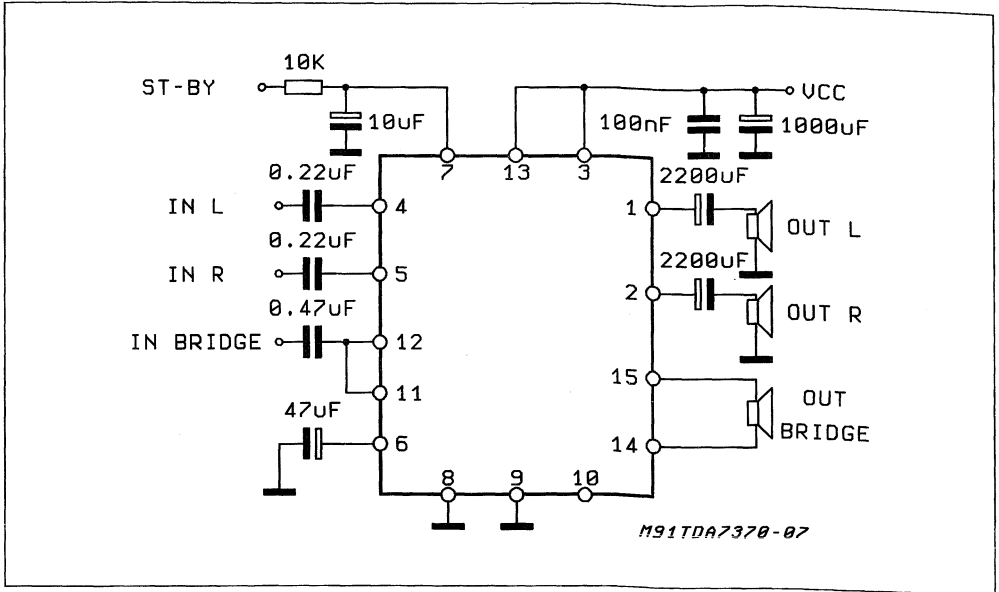 10K
ST-BY
VCC
10uF
100nF
1000uF
7
13
3
0.22uF
2200uF
IN L
4
1
OUT L
0.22uF
2200uF
IN R
5
2
OUT R
0.47uF
IN BRIDGE
12
15
11
OUT
BRIDGE
47uF
6
14
8
9
10
M91TDA7370-07